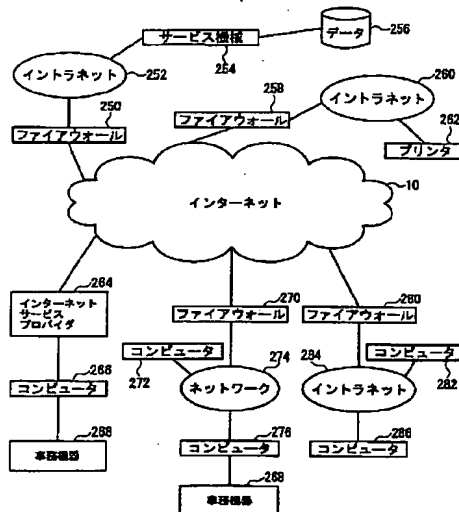 サービス機械
254
データ
256
イントラネット
252
250
ファイアウォール
258
ファイアウォール
260
イントラネット
262
プリンタ
10
インターネット
264
インターネット
サービス
プロバイダ
266
コンピュータ
268
事務機器
270
ファイアウォール
コンピュータ
272
274
ネットワーク
276
コンピュータ
268
事務機器
280
ファイアウォール
284
イントラネット
コンピュータ
282
286
コンピュータ